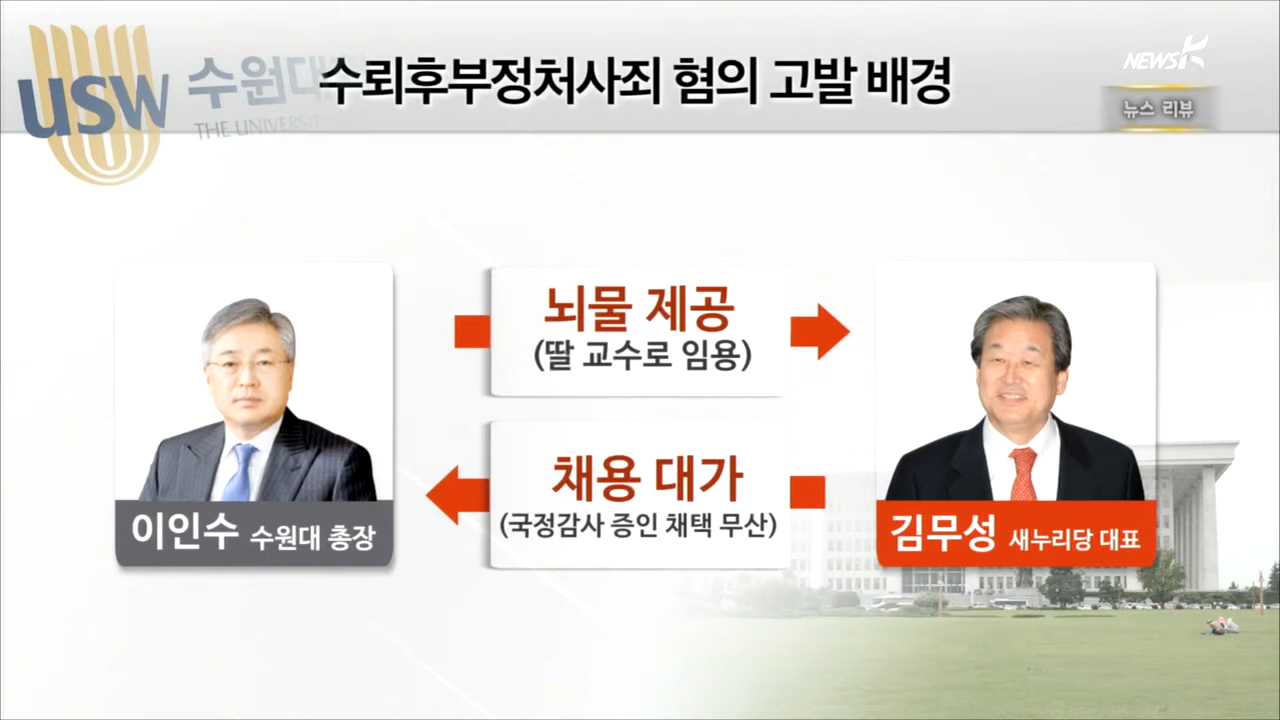 USW
수원대
THE UNIVERSITY
수뢰후부정처사죄 혐의 고발 배경
NEWSK
뉴스 리뷰
뇌물 제공
(딸 교수로 임용)
채용 대가
(국정감사 증인 채택 무산)
이인수 수원대 총장
김무성 새누리당 대표